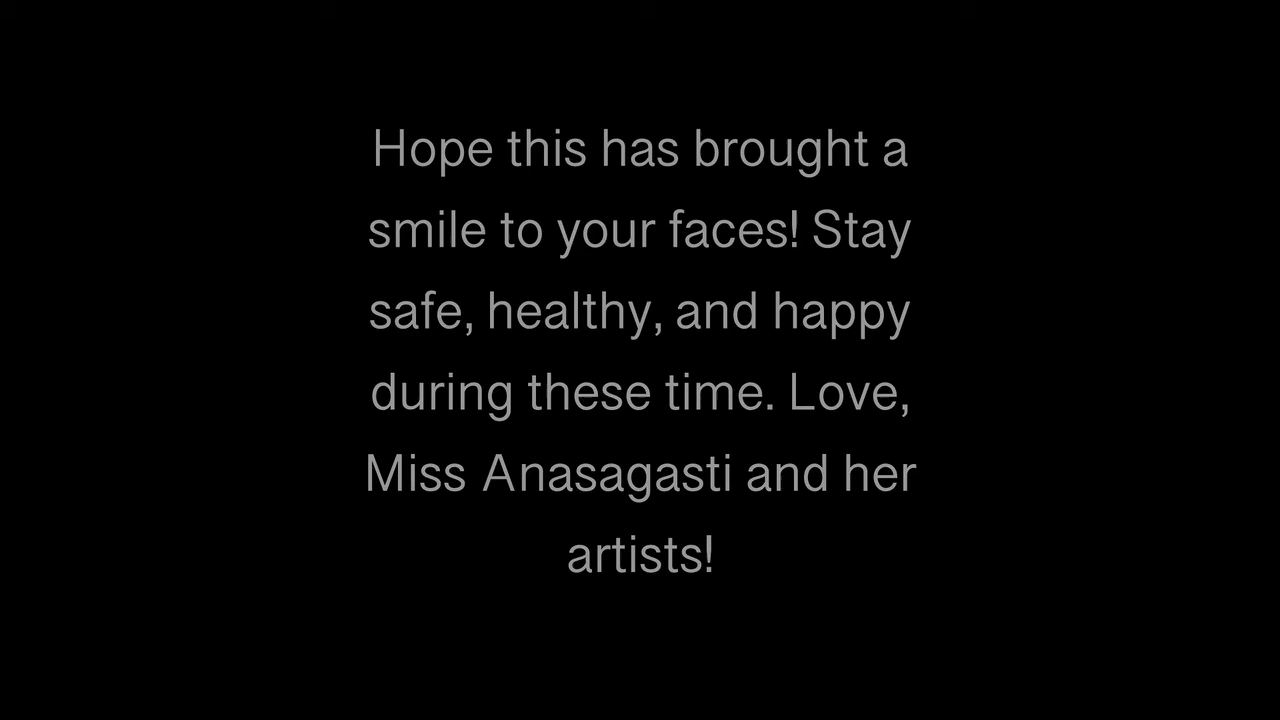 Hope this has brought a
smile to your faces! Stay
safe, healthy, and happy
during these time. Love,
Miss Anasagasti and her
artists!